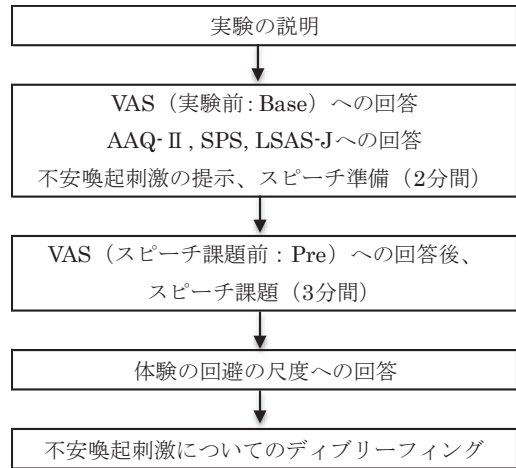 実験の説明
VAS（実験前：Base）への回答
AAQ-Ⅱ, SPS, LSAS-Jへの回答
不安喚起刺激の提示、スピーチ準備（2分間）
VAS（スピーチ課題前：Pre）への回答後、
スピーチ課題（3分間）
体験の回避の尺度への回答
不安喚起刺激についてのディブリーフィング